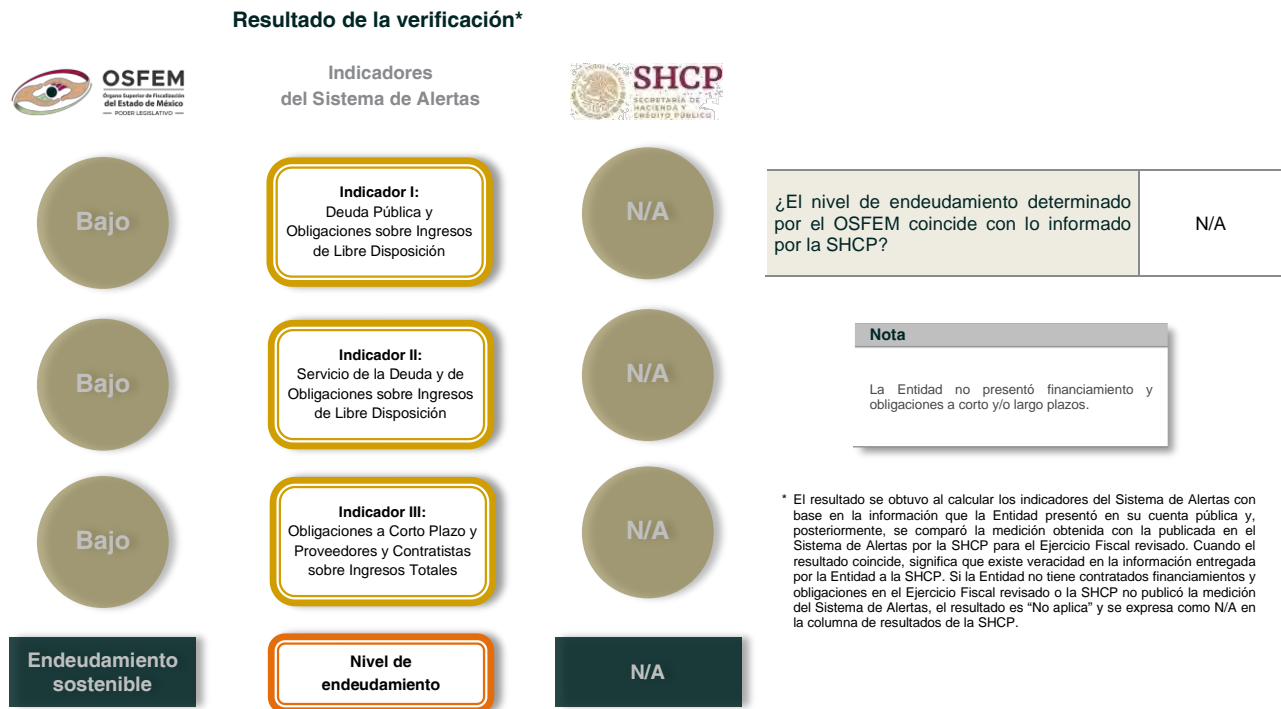 Resultado de la verificación*
OSFEM
Órgano Superior de Fiscalización
del Estado de México
— PODER LEGISLATIVO —
Indicadores
del Sistema de Alertas
SHCP
SECRETARÍA DE
HACIENDA Y
CRÉDITO PÚBLICO
Bajo
Indicador I:
Deuda Pública y
Obligaciones sobre Ingresos
de Libre Disposición
N/A
Bajo
Indicador II:
Servicio de la Deuda y de
Obligaciones sobre Ingresos
de Libre Disposición
N/A
Bajo
Indicador III:
Obligaciones a Corto Plazo y
Proveedores y Contratistas
sobre Ingresos Totales
N/A
Endeudamiento
sostenible
Nivel de
endeudamiento
N/A
¿El nivel de endeudamiento determinado
por el OSFEM coincide con lo informado
por la SHCP?
N/A
Nota
La Entidad no presentó financiamiento y
obligaciones a corto y/o largo plazos.
* El resultado se obtuvo al calcular los indicadores del Sistema de Alertas con
base en la información que la Entidad presentó en su cuenta pública y,
posteriormente, se comparó la medición obtenida con la publicada en el
Sistema de Alertas por la SHCP para el Ejercicio Fiscal revisado. Cuando el
resultado coincide, significa que existe veracidad en la información entregada
por la Entidad a la SHCP. Si la Entidad no tiene contratados financiamientos y
obligaciones en el Ejercicio Fiscal revisado o la SHCP no publicó la medición
del Sistema de Alertas, el resultado es “No aplica” y se expresa como N/A en
la columna de resultados de la SHCP.